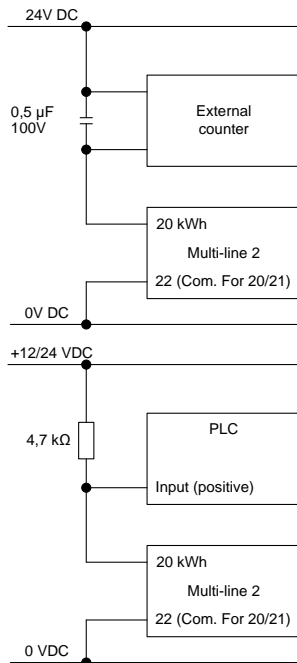 24V DC
0,5 µF
100V
External
counter
20 kWh
Multi-line 2
22 (Com. For 20/21)
0V DC
+12/24 VDC
4,7 kΩ
PLC
Input (positive)
20 kWh
Multi-line 2
22 (Com. For 20/21)
0 VDC